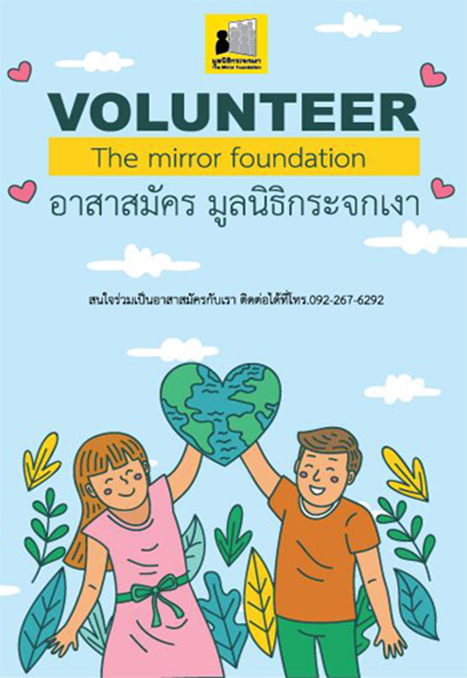 มูลนิธิกระจกเงา
The Mirror Foundation
VOLUNTEER
The mirror foundation
อาสาสมัคร มูลนิธิกระจกเงา
สนใจร่วมเป็นอาสาสมัครกับเรา ติดต่อได้ที่โทร.092-267-6292